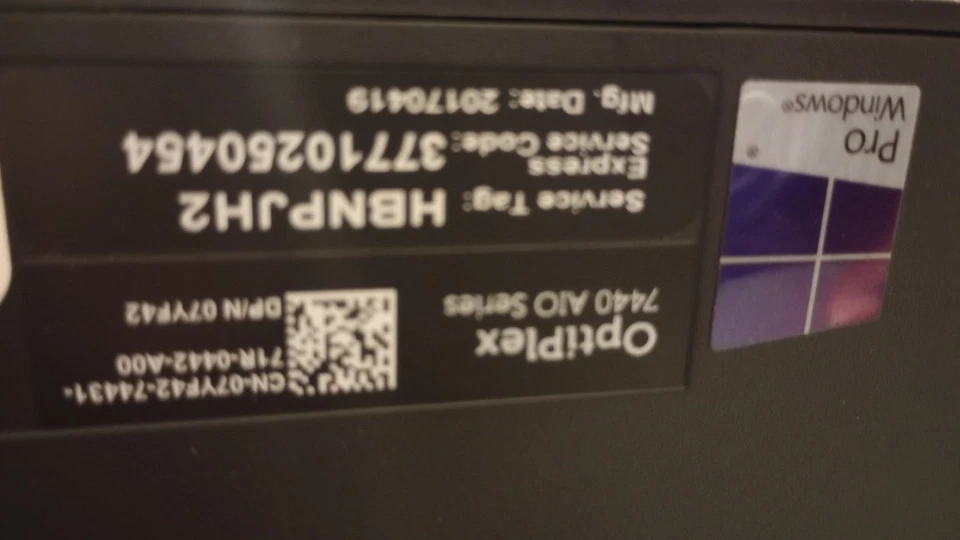 OptiPlex
7440 AIO Series
CN-07YF42-74431-
71R-0442-A00
DP/N 07YF42
Service Tag: HBNPJH2
Express
Service Code: 37710250454
Mfg. Date: 20170419
Pro
Windows®